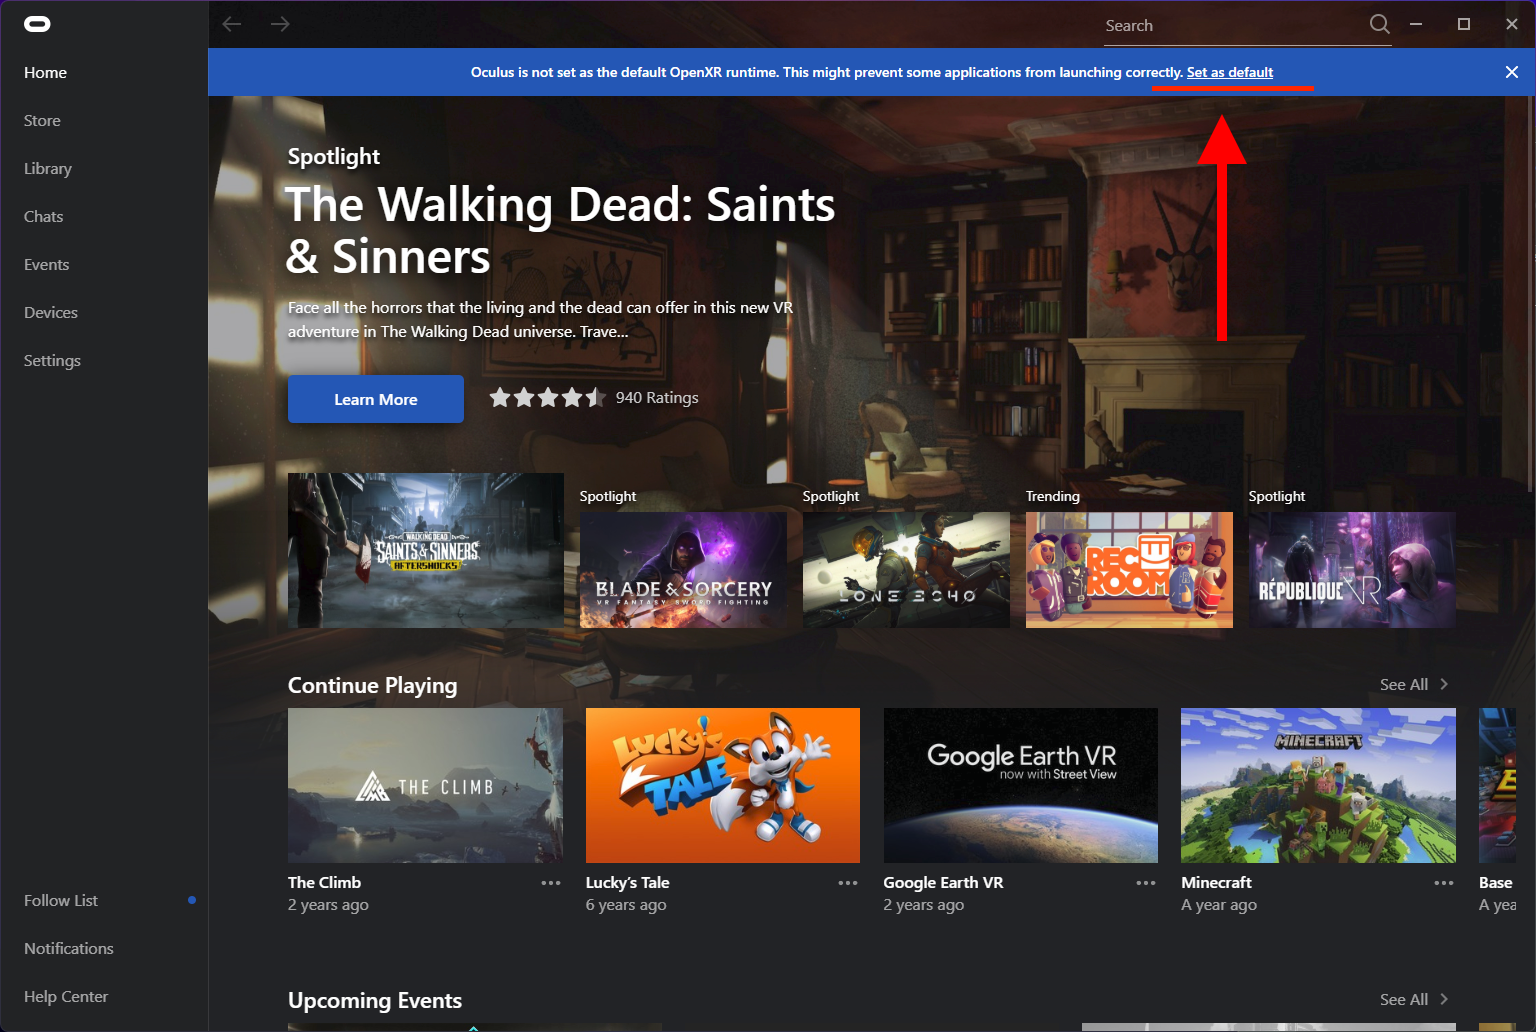 Search
Home
Store
Library
Chats
Events
Devices
Settings
Follow List
Notifications
Help Center
Oculus is not set as the default OpenXR runtime. This might prevent some applications from launching correctly. Set as default
Spotlight
The Walking Dead: Saints
& Sinners
Face all the horrors that the living and the dead can offer in this new VR
adventure in The Walking Dead universe. Trave...
Learn More
940 Ratings
THE WALKING DEAD
SAINTS & SINNERS
AFTERSHOCKS
Spotlight
BLADE & SORCERY
VR FANTASY SWORD FIGHTING
Spotlight
LONE ECHO
Trending
REC
ROOM
Spotlight
RÉPUBLIQUE VR
Continue Playing
See All
THE CLIMB
The Climb
2 years ago
LUCKY'S
TALE
Lucky's Tale
6 years ago
Google Earth VR
now with Street View
Google Earth VR
2 years ago
MINECRAFT
Minecraft
A year ago
Base
A yea
Upcoming Events
See All